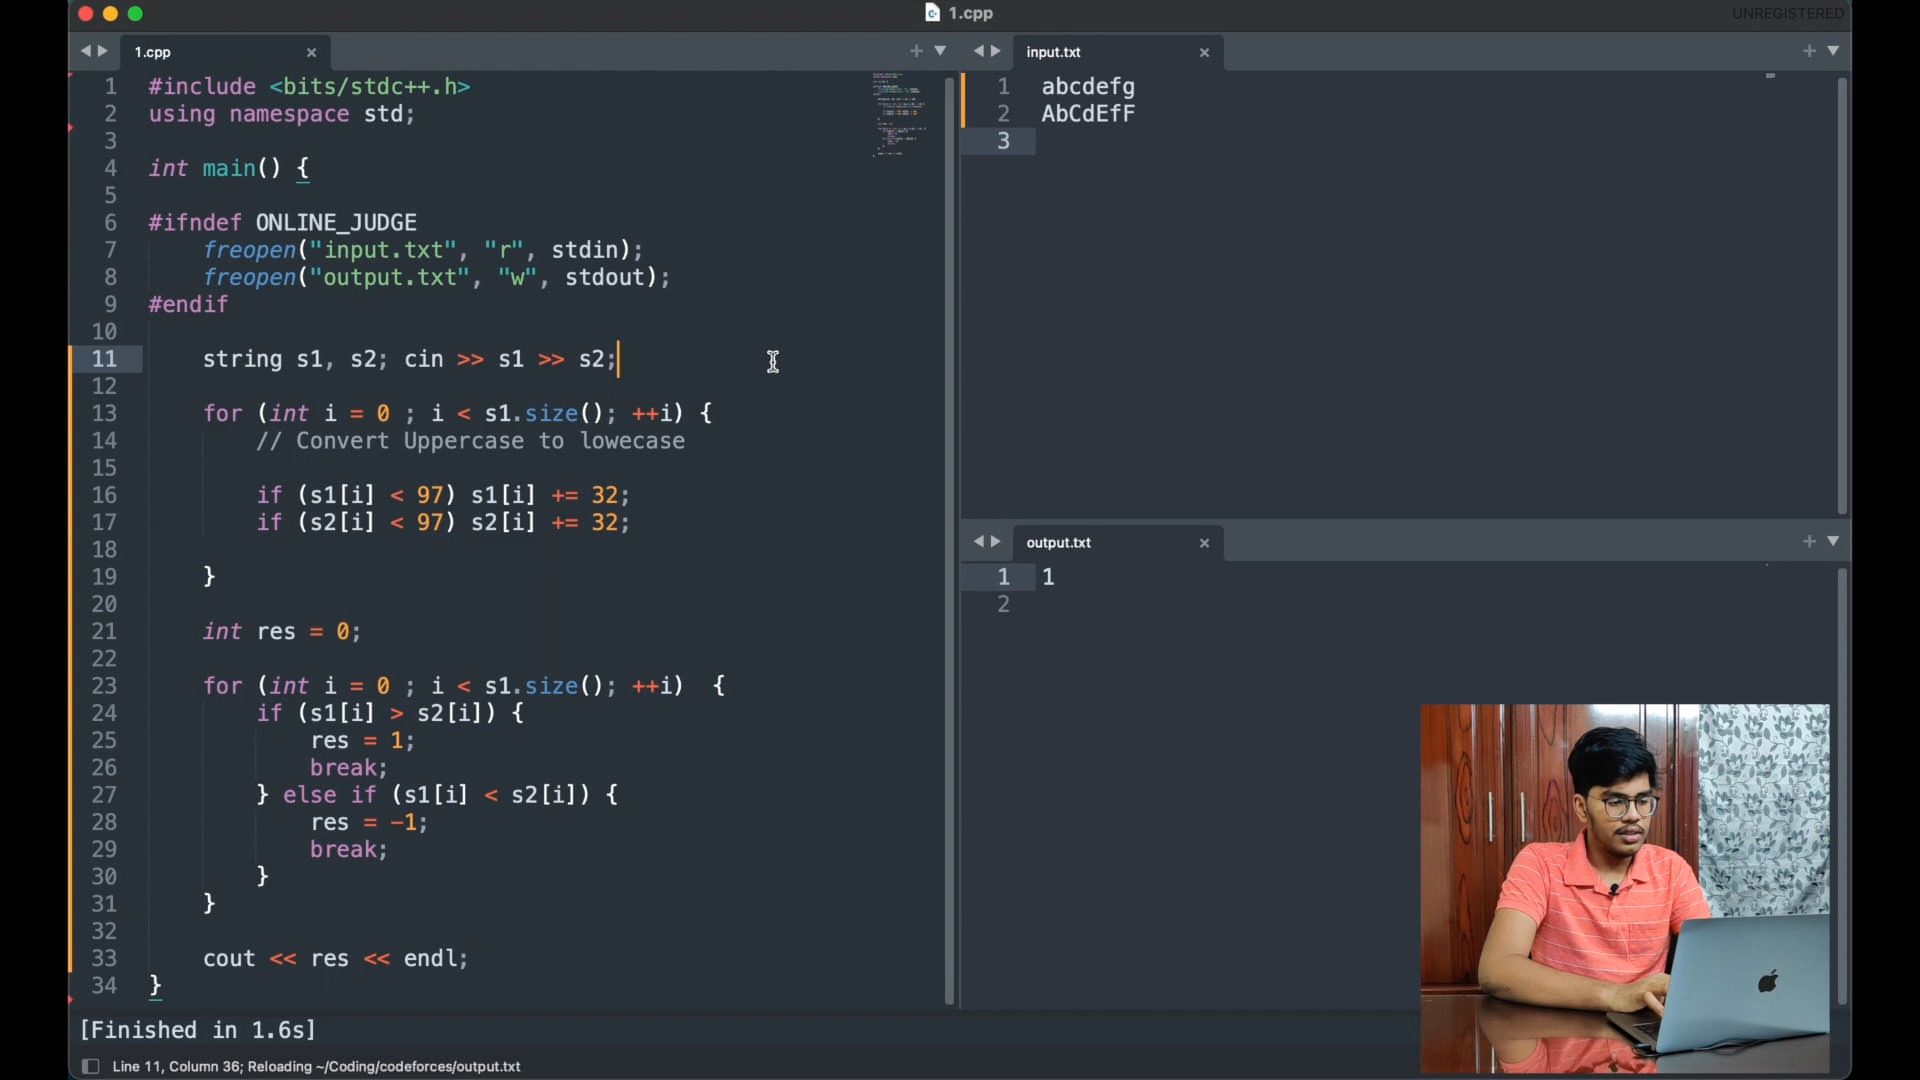 1.cpp
UNREGISTERED
1.cpp
1 #include <bits/stdc++.h>
2 using namespace std;
3
4 int main() {
5
6 #ifndef ONLINE_JUDGE
7 freopen("input.txt", "r", stdin);
8 freopen("output.txt", "w", stdout);
9 #endif
10
11 string s1, s2; cin >> s1 >> s2;
12
13 for (int i = 0 ; i < s1.size(); ++i) {
14 // Convert Uppercase to lowecase
15
16 if (s1[i] < 97) s1[i] += 32;
17 if (s2[i] < 97) s2[i] += 32;
18
19 }
20
21 int res = 0;
22
23 for (int i = 0 ; i < s1.size(); ++i)  {
24 if (s1[i] > s2[i]) {
25 res = 1;
26 break;
27 } else if (s1[i] < s2[i]) {
28 res = -1;
29 break;
30 }
31 }
32
33 cout << res << endl;
34 }
input.txt
1 abcdefg
2 AbCdEfF
3
output.txt
1 1
2
[Finished in 1.6s]
Line 11, Column 36; Reloading ~/Coding/codeforces/output.txt